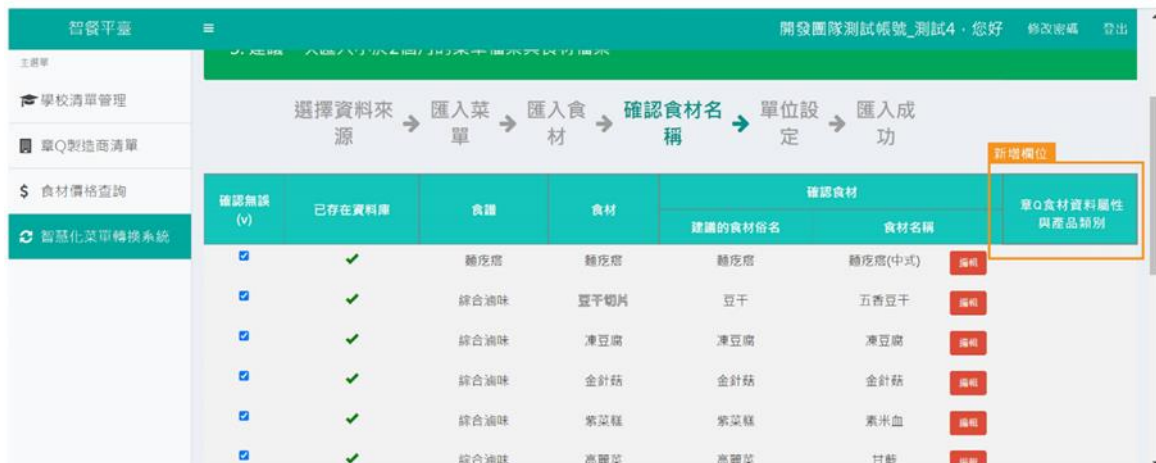 智餐平臺
開發團隊測試帳號_測試4，您好 修改密碼 登出
主選單
學校清單管理
章Q製造商清單
食材價格查詢
智慧化菜單轉換系統
選擇資料來源
匯入菜單
匯入食材
確認食材名稱
單位設定
匯入成功
新增欄位
確認無誤(v) 已存在資料庫 食譜 食材 確認食材 章Q食材資料屬性與產品類別
建議的食材俗名 食材名稱
麵疙瘩 麵疙瘩 麵疙瘩(中式) 編輯
綜合滷味 豆干切片 豆干 五香豆干 編輯
綜合滷味 凍豆腐 凍豆腐 凍豆腐 編輯
綜合滷味 金針菇 金針菇 金針菇 編輯
綜合滷味 紫菜糕 紫菜糕 素米血 編輯
綜合滷味 高麗菜 高麗菜 甘藍 編輯